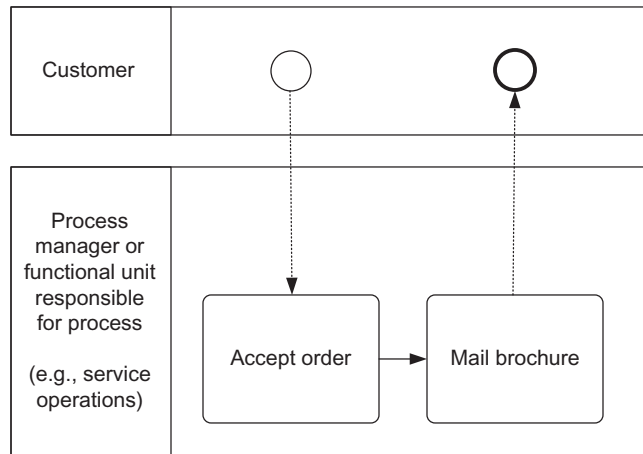 Customer
Process
manager or
functional unit
responsible
for process
(e.g., service
operations)
Accept order
Mail brochure